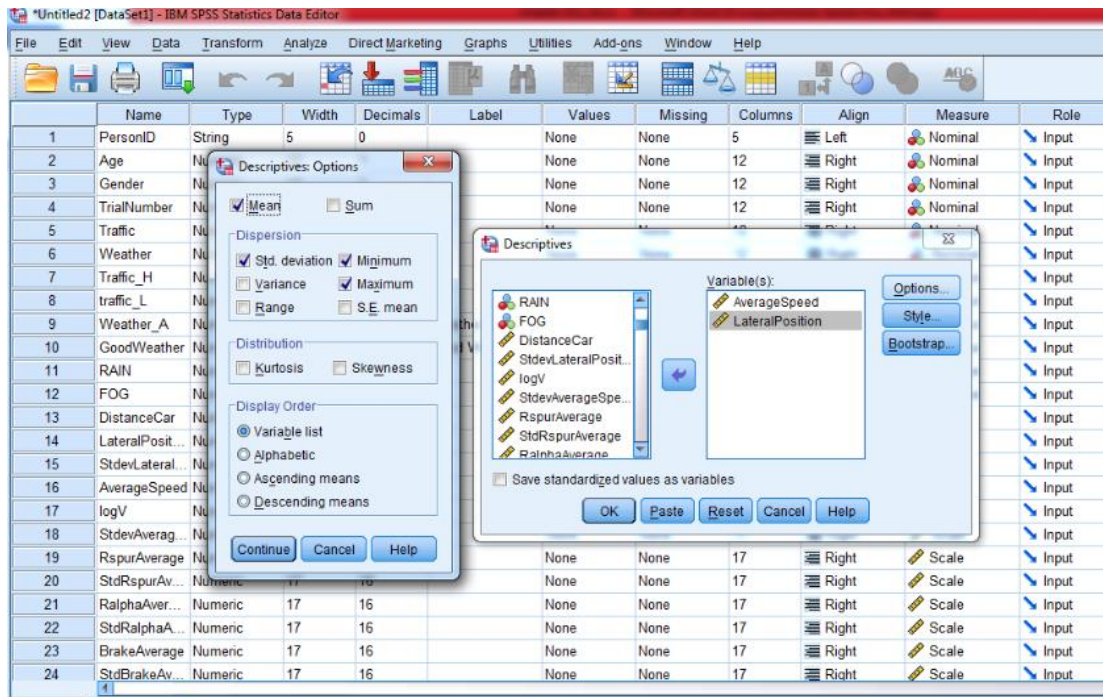 *Untitled2 [DataSet1] - IBM SPSS Statistics Data Editor
File Edit View Data Transform Analyze Direct Marketing Graphs Utilities Add-ons Window Help
Name Type Width Decimals Label Values Missing Columns Align Measure Role
1 PersonID String 5 0 None None 5 Left Nominal Input
2 Age None None 12 Right Nominal Input
3 Gender None None 12 Right Nominal Input
4 TrialNumber None None 12 Right Nominal Input
5 Traffic
6 Weather Input
7 Traffic_H Input
8 traffic_L Input
9 Weather_A Input
10 GoodWeather Input
11 RAIN Input
12 FOG Input
13 DistanceCar Input
14 LateralPosit... Input
15 StdevLateral... Input
16 AverageSpeed Input
17 logV Input
18 StdevAverag... Input
19 RspurAverage None None 17 Right Scale Input
20 StdRspurAv... None None 17 Right Scale Input
21 RalphaAver... Numeric 17 16 None None 17 Right Scale Input
22 StdRalphaA... Numeric 17 16 None None 17 Right Scale Input
23 BrakeAverage Numeric 17 16 None None 17 Right Scale Input
24 StdBrakeAv... Numeric 17 16 None None 17 Right Scale Input
Descriptives: Options
Mean Sum
Dispersion
Std. deviation Minimum
Variance Maximum
Range S.E. mean
Distribution
Kurtosis Skewness
Display Order
Variable list
Alphabetic
Ascending means
Descending means
Continue Cancel Help
Descriptives
RAIN
FOG
DistanceCar
StdevLateralPosit...
logV
StdevAverageSpe...
RspurAverage
StdRspurAverage
RalphaAverage
Variable(s):
AverageSpeed
LateralPosition
Options...
Style...
Bootstrap...
Save standardized values as variables
OK Paste Reset Cancel Help